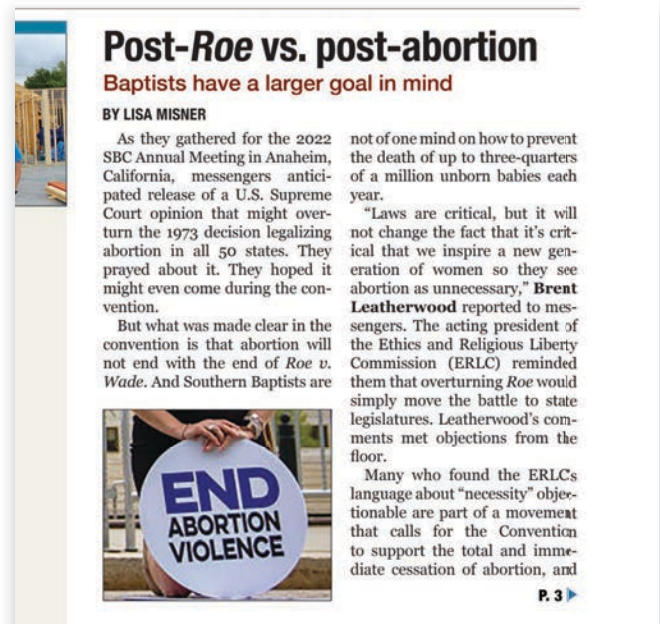 Post-Roe vs. post-abortion
Baptists have a larger goal in mind
BY LISA MISNER
As they gathered for the 2022
SBC Annual Meeting in Anaheim,
California, messengers antici-
pated release of a U.S. Supreme
Court opinion that might over-
turn the 1973 decision legalizing
abortion in all 50 states. They
prayed about it. They hoped it
might even come during the con-
vention.
But what was made clear in the
convention is that abortion will
not end with the end of Roe v.
Wade. And Southern Baptists are
not of one mind on how to prevent
the death of up to three-quarters
of a million unborn babies each
year.
“Laws are critical, but it will
not change the fact that it’s crit-
ical that we inspire a new gen-
eration of women so they see
abortion as unnecessary,” Brent
Leatherwood reported to mes-
sengers. The acting president of
the Ethics and Religious Liberty
Commission (ERLC) reminded
them that overturning Roe would
simply move the battle to state
legislatures. Leatherwood’s com-
ments met objections from the
floor.
Many who found the ERLCs
language about “necessity” objec-
tionable are part of a movement
that calls for the Convention
to support the total and imme-
diate cessation of abortion, and
P. 3
END
ABORTION
VIOLENCE